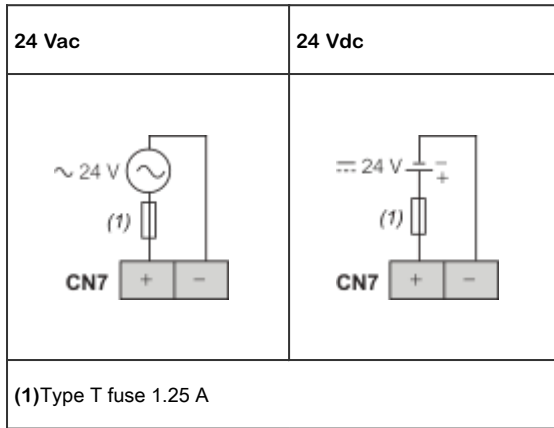 24 Vac
24 Vdc
~ 24 V
(1)
CN7 + −
⎓ 24 V − +
(1)
CN7 + −
(1)Type T fuse 1.25 A